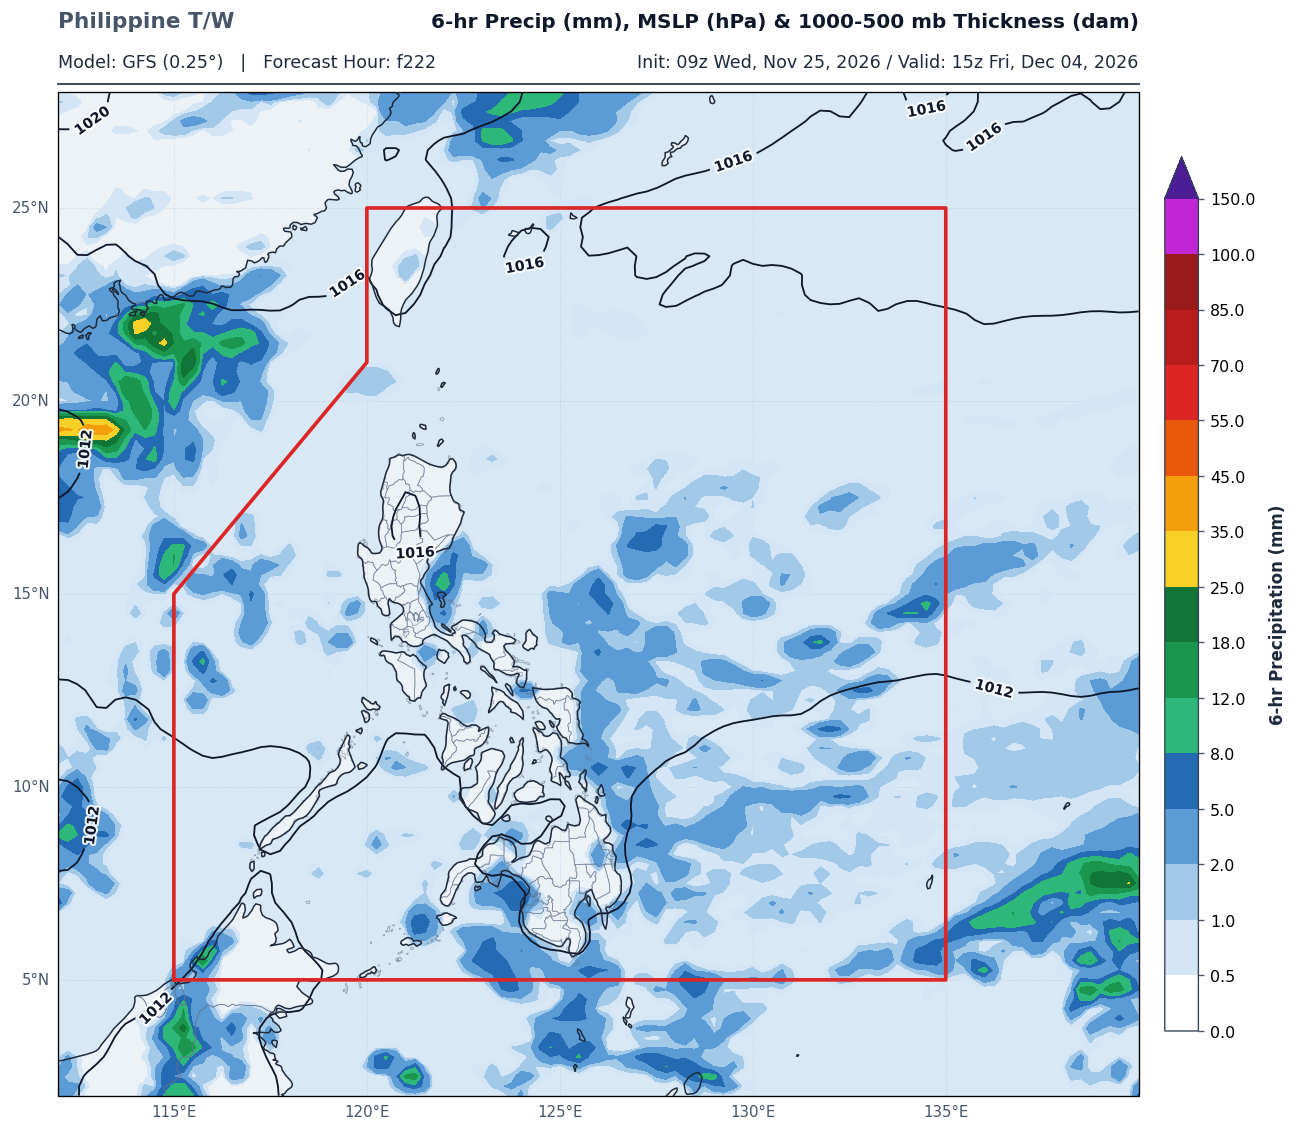 Philippine T/W
6-hr Precip (mm), MSLP (hPa) & 1000-500 mb Thickness (dam)
Model: GFS (0.25°) | Forecast Hour: f222
Init: 09z Wed, Nov 25, 2026 / Valid: 15z Fri, Dec 04, 2026
1020
1016
1016
1016
25°N
1016
1016
20°N
1012
1016
15°N
1012
10°N
1012
5°N
1012
115°E
120°E
125°E
130°E
135°E
150.0
100.0
85.0
70.0
55.0
45.0
35.0
25.0
18.0
12.0
8.0
5.0
2.0
1.0
0.5
0.0
6-hr Precipitation (mm)